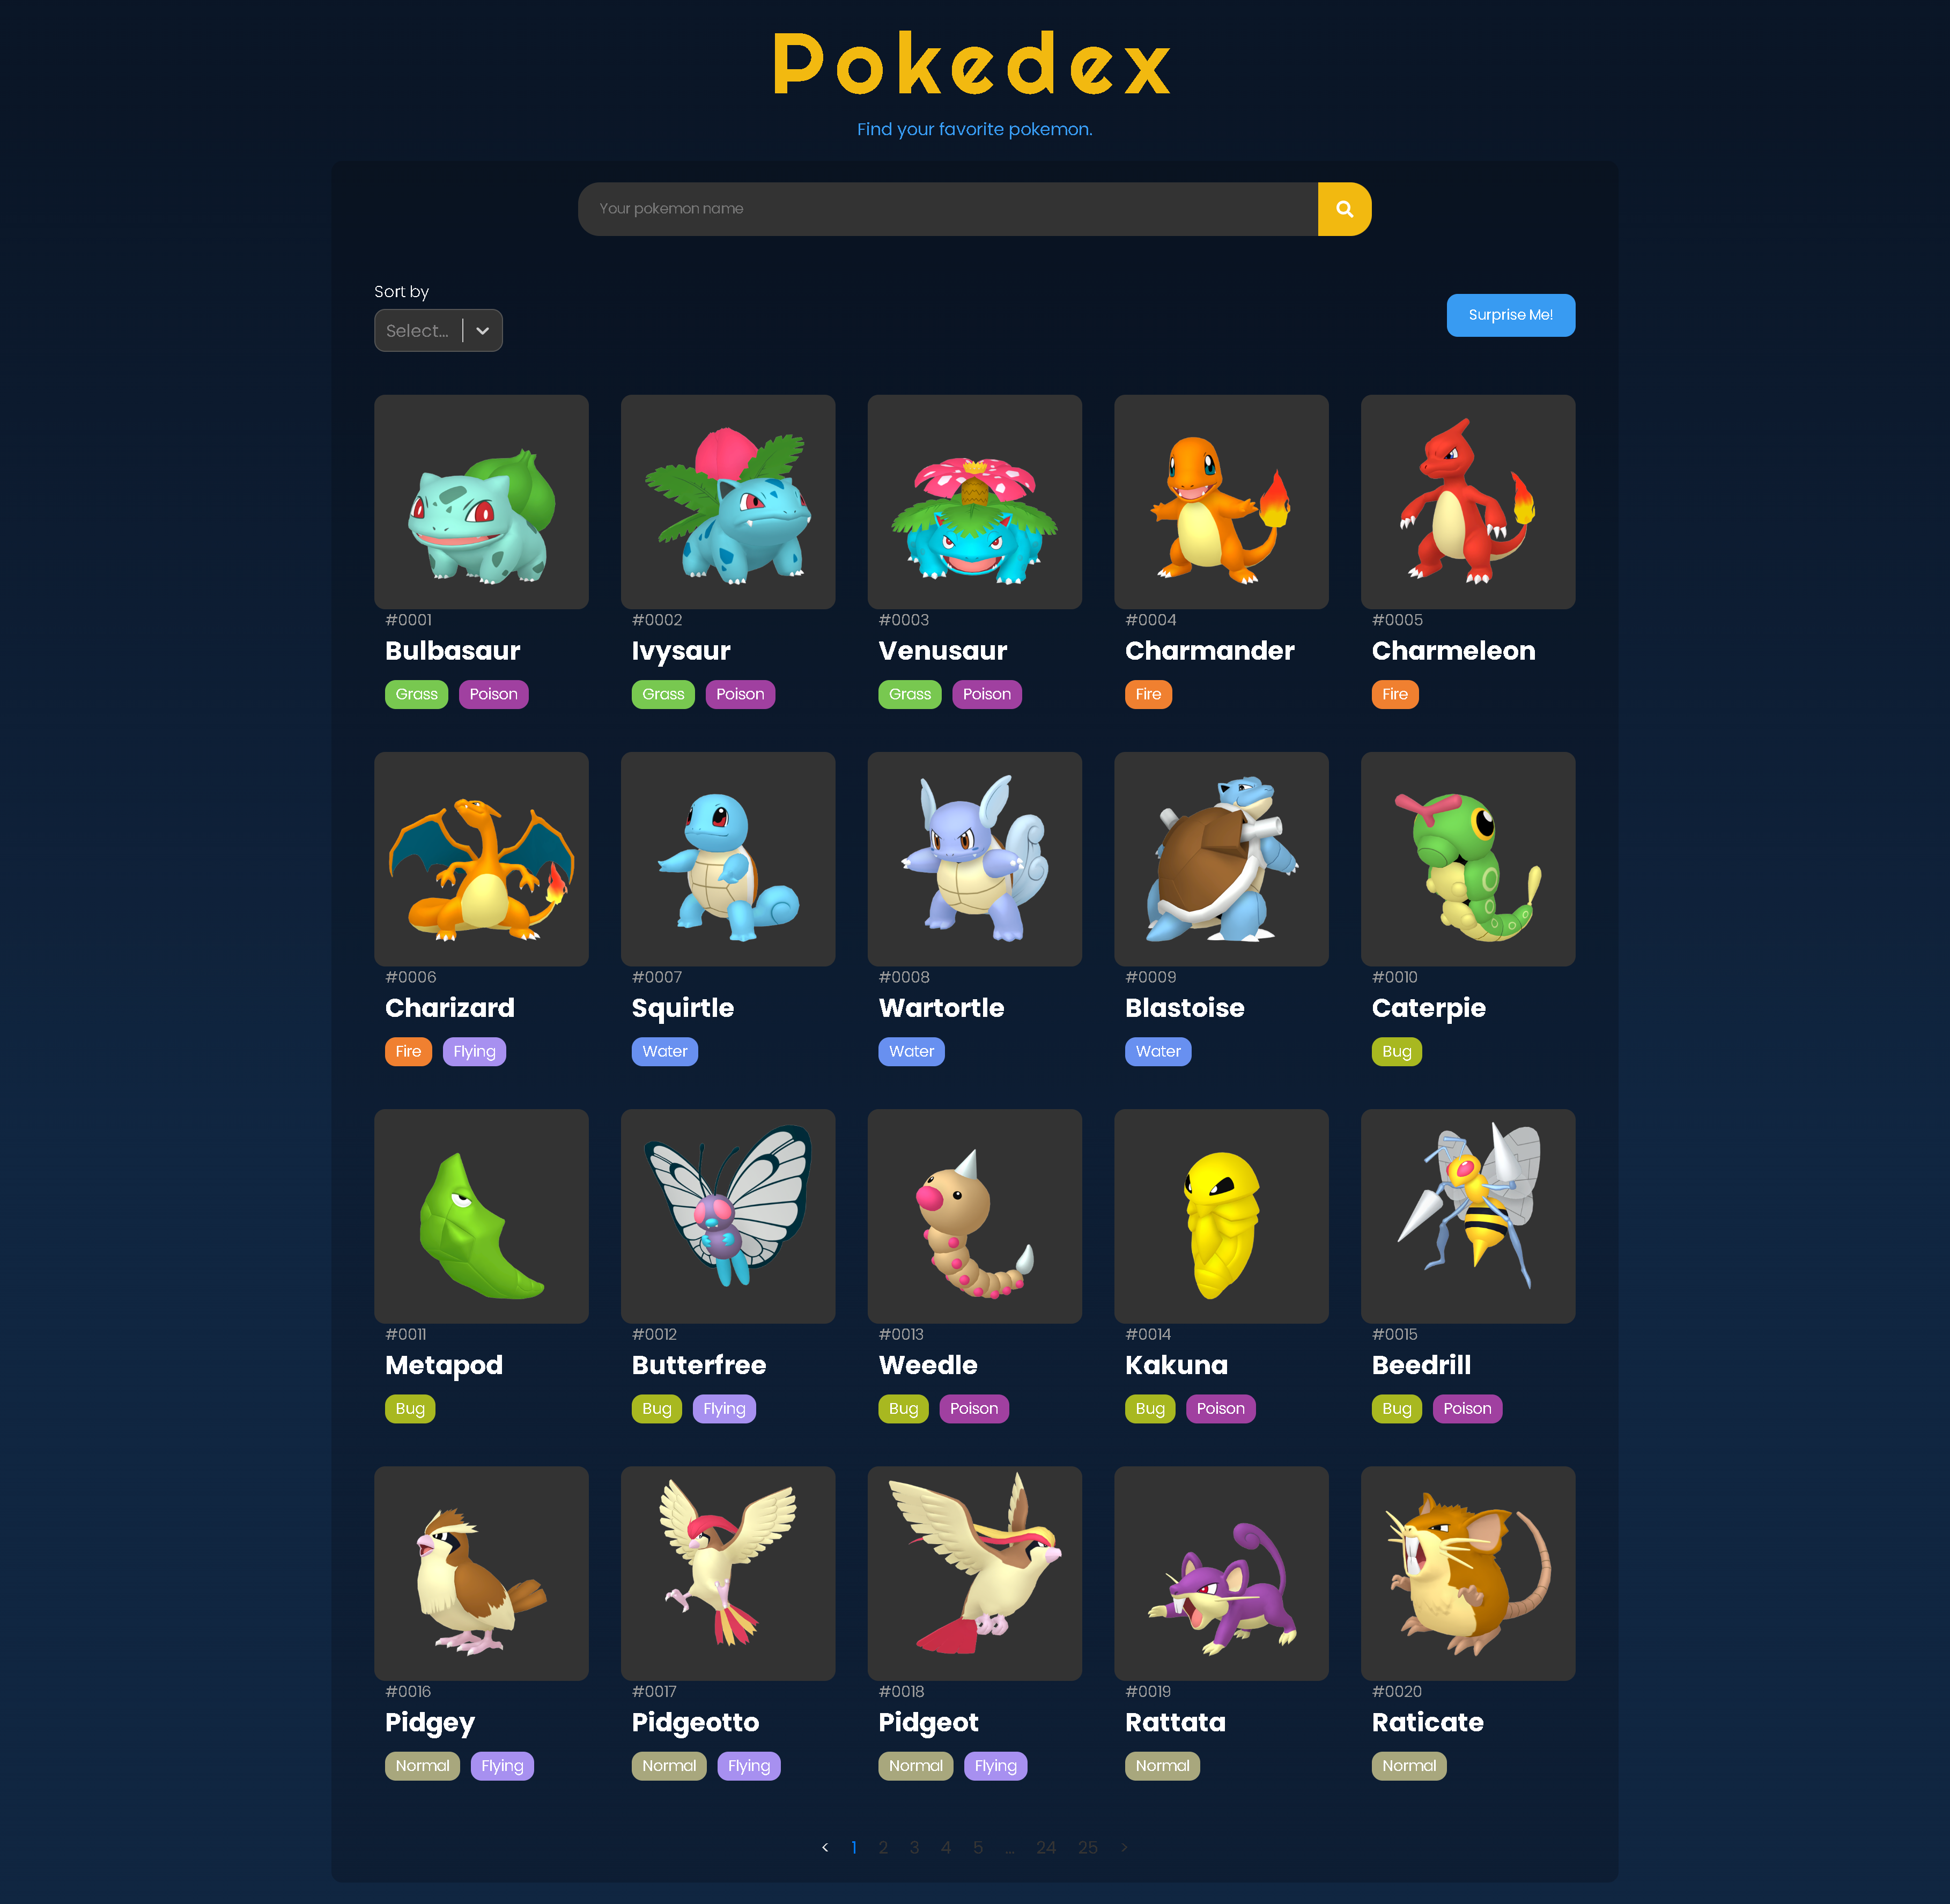 Pokedex
Find your favorite pokemon.
Your pokemon name
Sort by
Select...
Surprise Me!
#0001 #0002 #0003 #0004 #0005
Bulbasaur Ivysaur Venusaur Charmander Charmeleon
Grass Poison Grass Poison Grass Poison Fire Fire
#0006 #0007 #0008 #0009 #0010
Charizard Squirtle Wartortle Blastoise Caterpie
Fire Flying Water Water Water Bug
#0011 #0012 #0013 #0014 #0015
Metapod Butterfree Weedle Kakuna Beedrill
Bug Bug Flying Bug Poison Bug Poison Bug Poison
#0016 #0017 #0018 #0019 #0020
Pidgey Pidgeotto Pidgeot Rattata Raticate
Normal Flying Normal Flying Normal Flying Normal Normal
< 1 2 3 4 5 ... 24 25 >